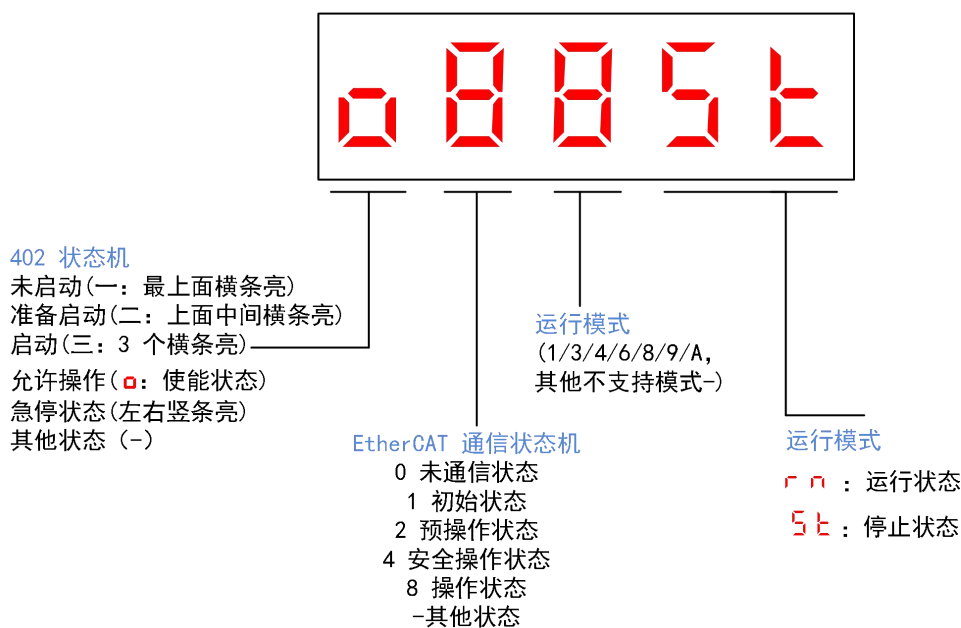 o88St
402 状态机
未启动(一: 最上面横条亮)
准备启动(二: 上面中间横条亮)
启动(三: 3 个横条亮)
允许操作(o: 使能状态)
急停状态(左右竖条亮)
其他状态 (-)
EtherCAT 通信状态机
0 未通信状态
1 初始状态
2 预操作状态
4 安全操作状态
8 操作状态
-其他状态
运行模式
(1/3/4/6/8/9/A,
其他不支持模式-)
运行模式
rn : 运行状态
St : 停止状态